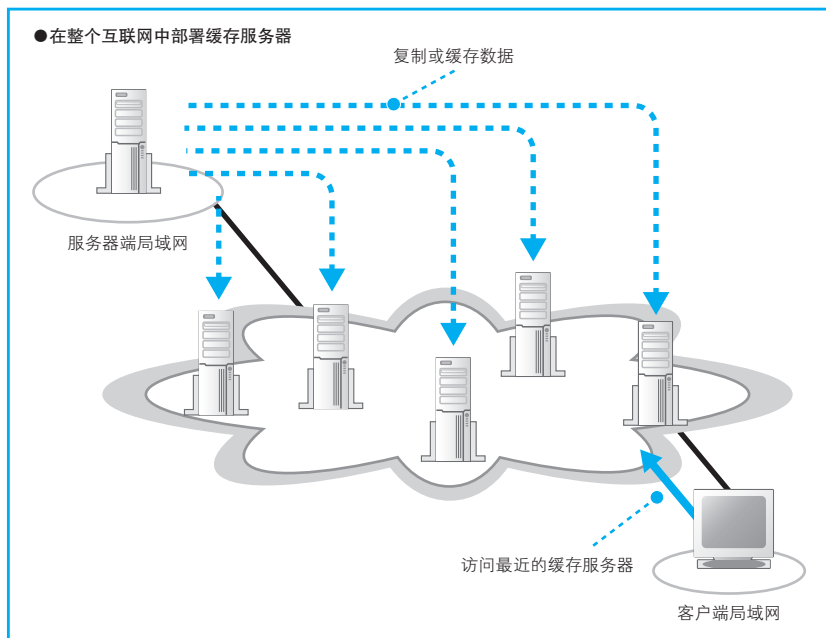 ●在整个互联网中部署缓存服务器
复制或缓存数据
服务器端局域网
访问最近的缓存服务器
客户端局域网